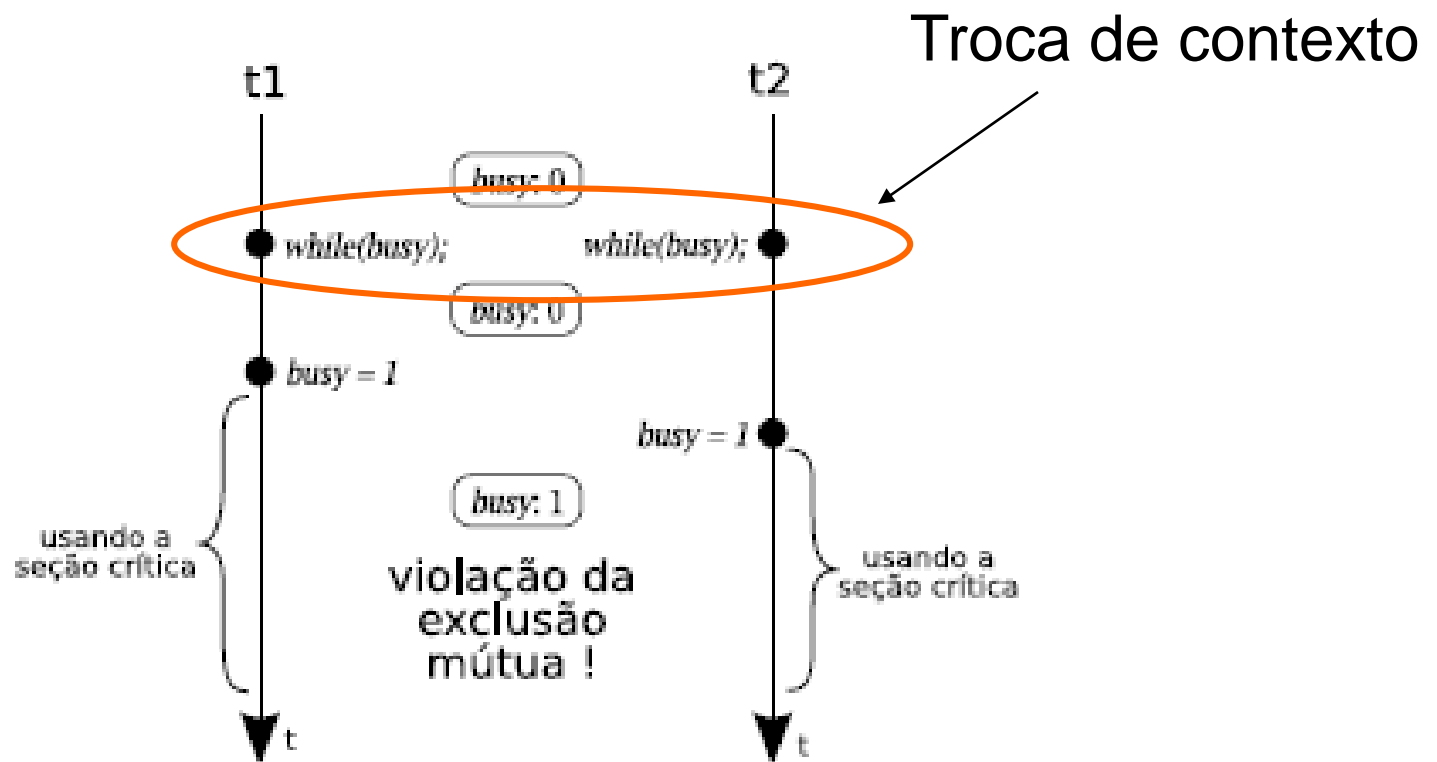 Troca de contexto
t1
t2
busy: 0
while(busy);
while(busy);
busy: 0
busy = 1
busy = 1
busy: 1
usando a
seção crítica
violação da
exclusão
mútua !
usando a
seção crítica
t
t